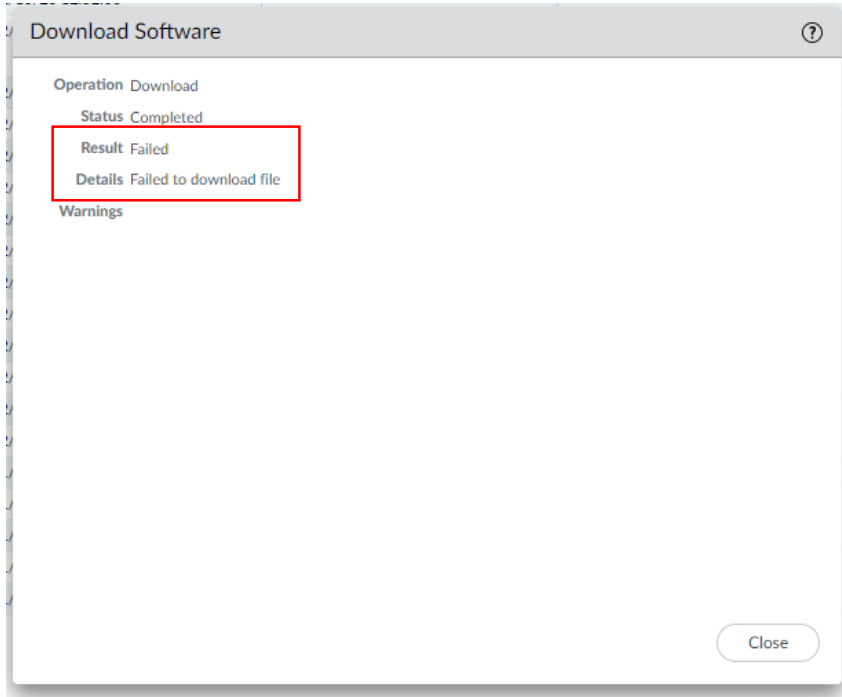 Download Software
Operation Download
Status Completed
Result Failed
Details Failed to download file
Warnings
Close